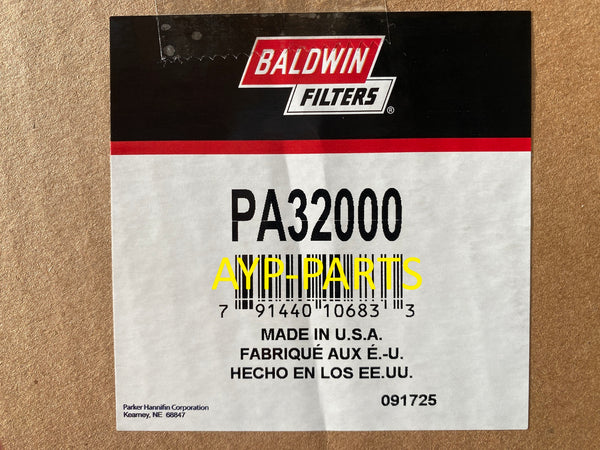 BALDWIN
FILTERS®
PA32000
AYP-PARTS
7 91440 10683 3
MADE IN U.S.A.
FABRIQUÉ AUX É.-U.
HECHO EN LOS EE.UU.
091725
Parker Hannifin Corporation
Kearney, NE 68847